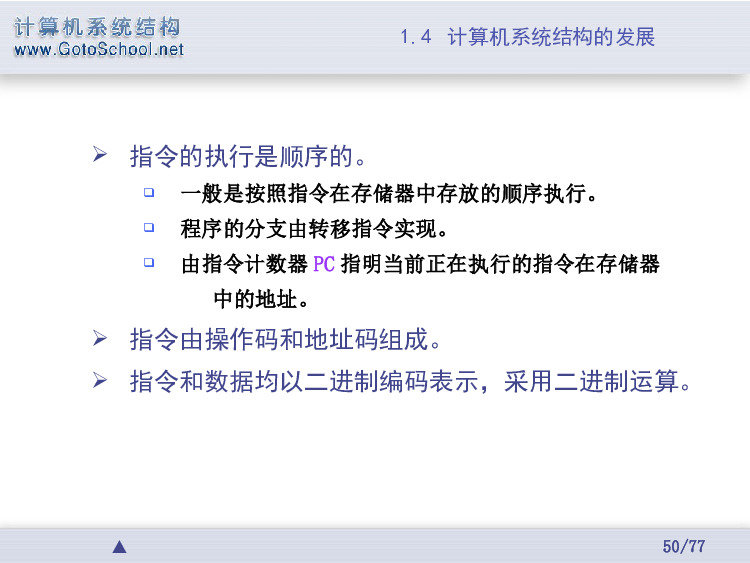 计算机系统结构
www.GotoSchool.net
1.4 计算机系统结构的发展
指令的执行是顺序的。
一般是按照指令在存储器中存放的顺序执行。
程序的分支由转移指令实现。
由指令计数器 PC 指明当前正在执行的指令在存储器
中的地址。
指令由操作码和地址码组成。
指令和数据均以二进制编码表示，采用二进制运算。
50/77